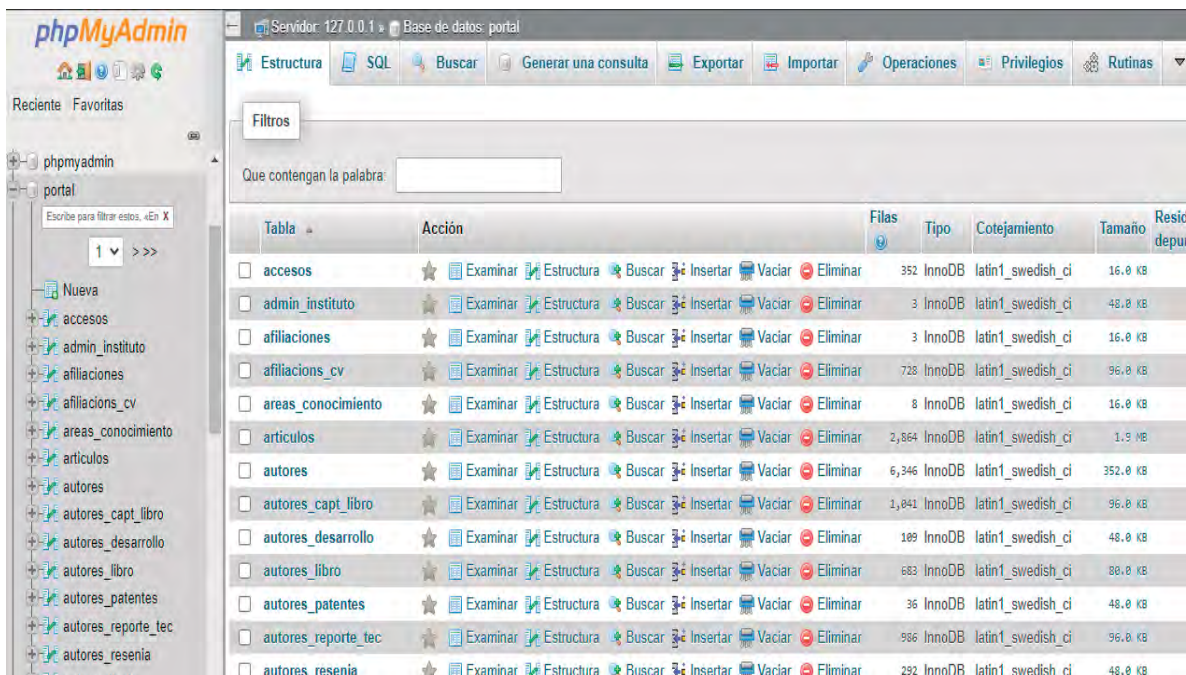 phpMyAdmin
Reciente Favoritas
phpmyadmin
portal
Escribe para filtrar estos, «En X
1 > >>
Nueva
accesos
admin_instituto
afiliaciones
afiliacions_cv
areas_conocimiento
articulos
autores
autores_capt_libro
autores_desarrollo
autores_libro
autores_patentes
autores_reporte_tec
autores_resenia
Servidor: 127.0.0.1 » Base de datos: portal
Estructura SQL Buscar Generar una consulta Exportar Importar Operaciones Privilegios Rutinas
Filtros
Que contengan la palabra:
Tabla Acción Filas Tipo Cotejamiento Tamaño Resid
depur
accesos Examinar Estructura Buscar Insertar Vaciar Eliminar 352 InnoDB latin1_swedish_ci 16.0 KB
admin_instituto Examinar Estructura Buscar Insertar Vaciar Eliminar 3 InnoDB latin1_swedish_ci 48.0 KB
afiliaciones Examinar Estructura Buscar Insertar Vaciar Eliminar 3 InnoDB latin1_swedish_ci 16.0 KB
afiliacions_cv Examinar Estructura Buscar Insertar Vaciar Eliminar 728 InnoDB latin1_swedish_ci 96.0 KB
areas_conocimiento Examinar Estructura Buscar Insertar Vaciar Eliminar 8 InnoDB latin1_swedish_ci 16.0 KB
articulos Examinar Estructura Buscar Insertar Vaciar Eliminar 2,864 InnoDB latin1_swedish_ci 1.9 MB
autores Examinar Estructura Buscar Insertar Vaciar Eliminar 6,346 InnoDB latin1_swedish_ci 352.0 KB
autores_capt_libro Examinar Estructura Buscar Insertar Vaciar Eliminar 1,041 InnoDB latin1_swedish_ci 96.0 KB
autores_desarrollo Examinar Estructura Buscar Insertar Vaciar Eliminar 109 InnoDB latin1_swedish_ci 48.0 KB
autores_libro Examinar Estructura Buscar Insertar Vaciar Eliminar 683 InnoDB latin1_swedish_ci 80.0 KB
autores_patentes Examinar Estructura Buscar Insertar Vaciar Eliminar 36 InnoDB latin1_swedish_ci 48.0 KB
autores_reporte_tec Examinar Estructura Buscar Insertar Vaciar Eliminar 986 InnoDB latin1_swedish_ci 96.0 KB
autores_resenia Examinar Estructura Buscar Insertar Vaciar Eliminar 292 InnoDB latin1_swedish_ci 48.0 KB